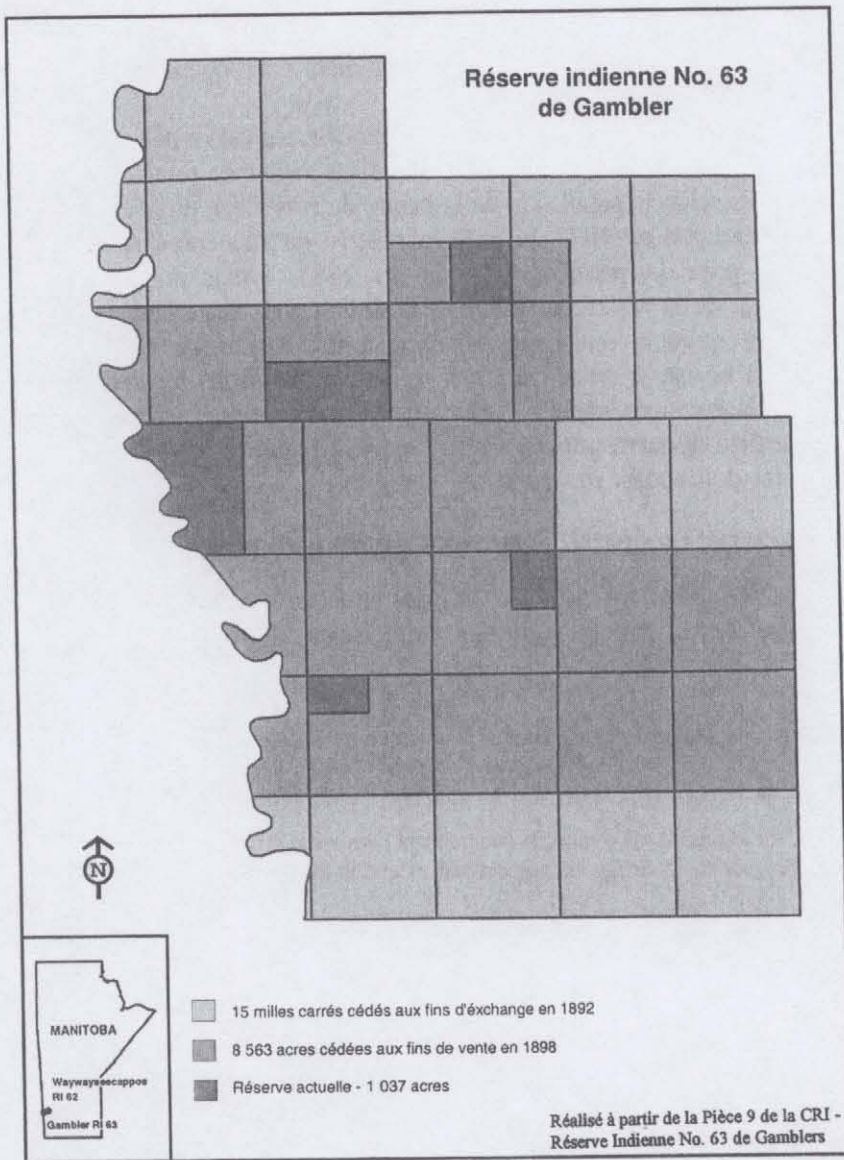 Réserve indienne No. 63
de Gambler
N
MANITOBA
Waywayseecappos
RI 62
Gambler RI 63
15 milles carrés cédés aux fins d'éxchange en 1892
8 563 acres cédées aux fins de vente en 1898
Réserve actuelle - 1 037 acres
Réalisé à partir de la Pièce 9 de la CRI -
Réserve Indienne No. 63 de Gamblers